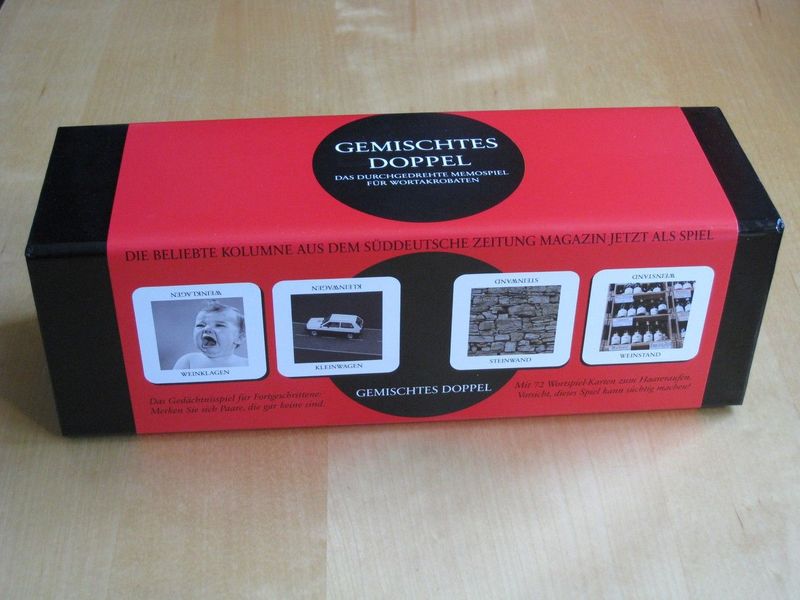 GEMISCHTES
DOPPEL
DAS DURCHGEDREHTE MEMOSPIEL
FÜR WORTAKROBATEN
DIE BELIEBTE KOLUMNE AUS DEM SÜDDEUTSCHE ZEITUNG MAGAZIN JETZT ALS SPIEL
WEINKLAGEN
WEINKLAGEN
KLEINWAGEN
KLEINWAGEN
STEINWAND
STEINWAND
WEINSTAND
WEINSTAND
GEMISCHTES DOPPEL
Das Gedächtnisspiel für Fortgeschrittene:
Merken Sie sich Paare, die gar keine sind.
Mit 72 Wortspiel-Karten zum Haareraufen.
Vorsicht, dieses Spiel kann süchtig machen!